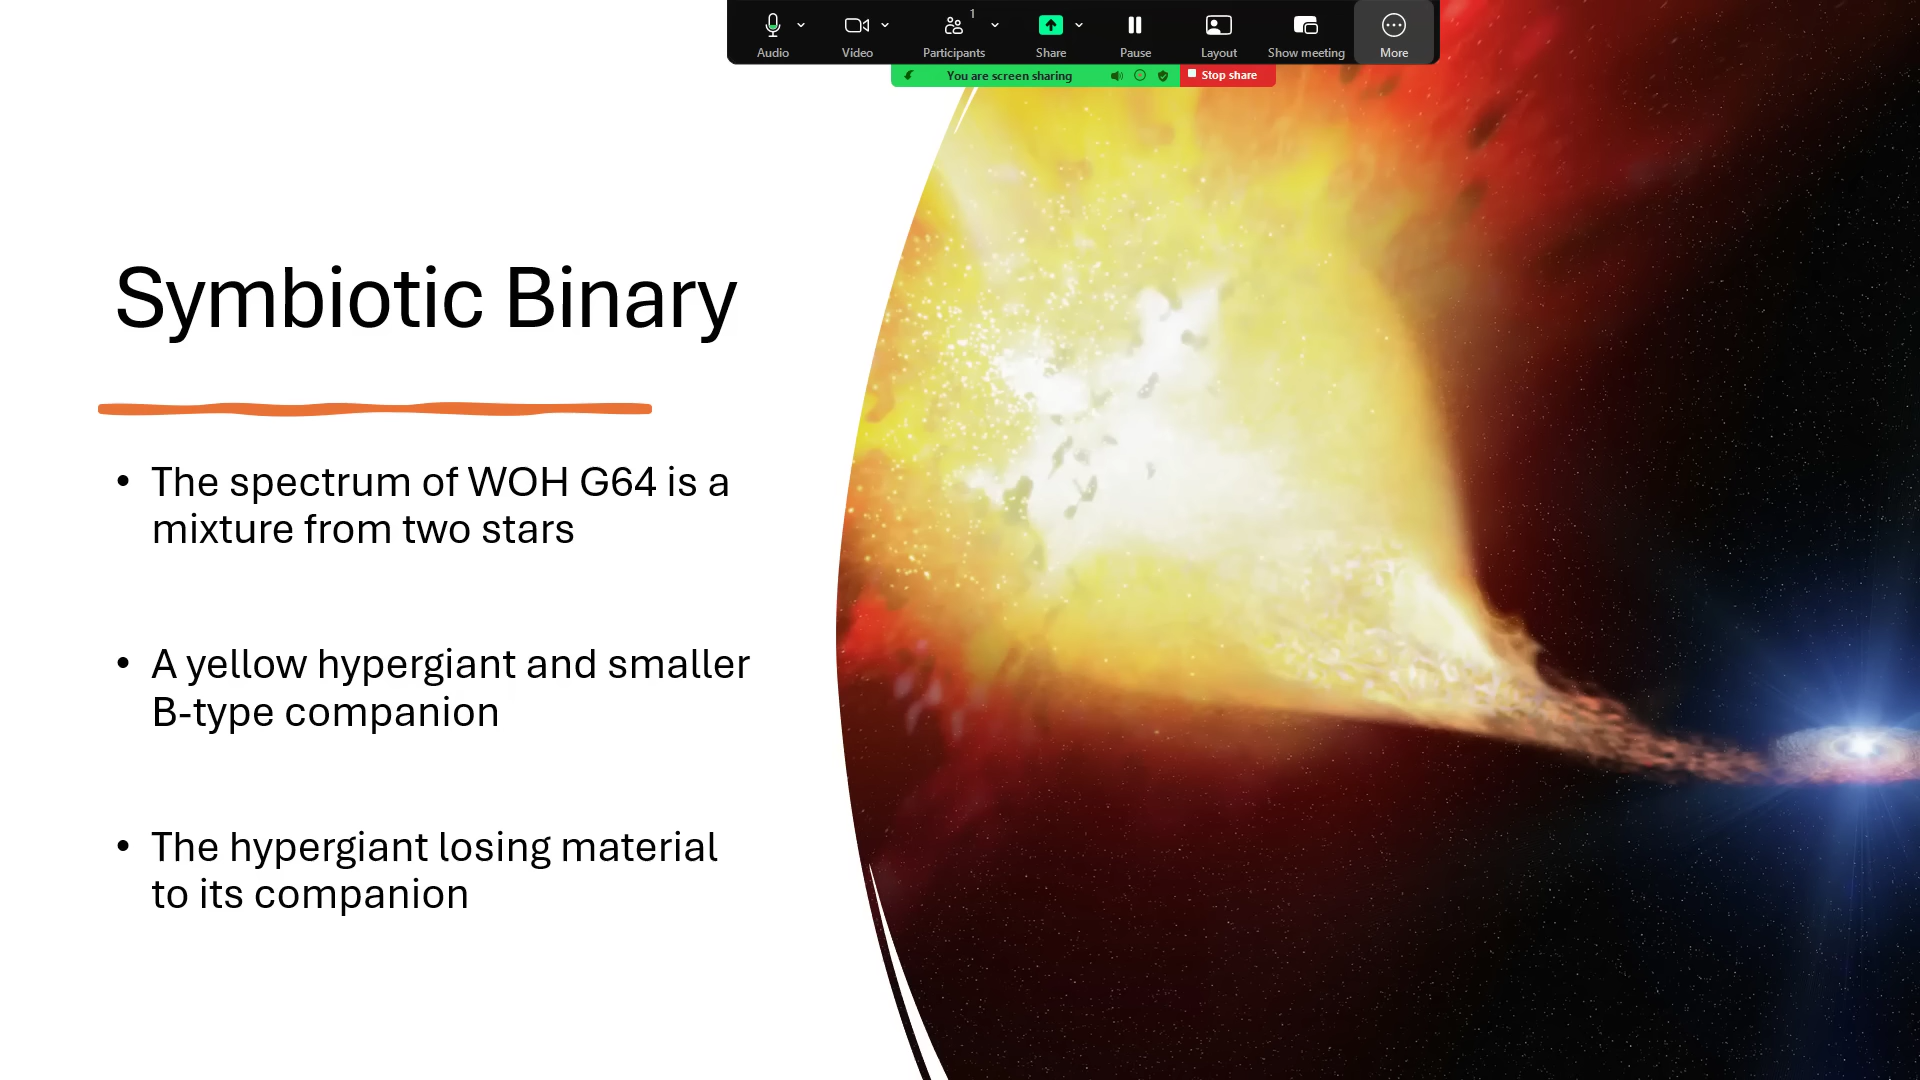 1
Audio Video Participants Share Pause Layout Show meeting More
You are screen sharing Stop share
Symbiotic Binary
• The spectrum of WOH G64 is a
mixture from two stars
• A yellow hypergiant and smaller
B-type companion
• The hypergiant losing material
to its companion